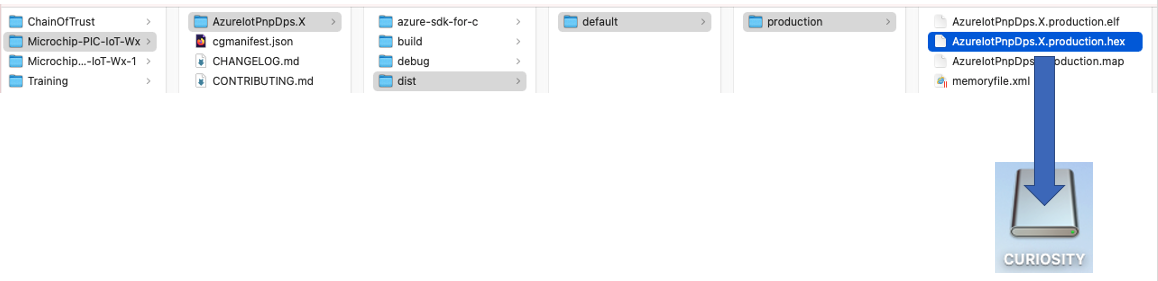 ChainOfTrust
Microchip-PIC-IoT-Wx
Microchip...-IoT-Wx-1
Training
AzureIotPnpDps.X
cgmanifest.json
CHANGELOG.md
CONTRIBUTING.md
azure-sdk-for-c
build
debug
dist
default
production
AzureIotPnpDps.X.production.elf
AzureIotPnpDps.X.production.hex
AzureIotPnpDps production.map
memoryfile.xml
CURIOSITY